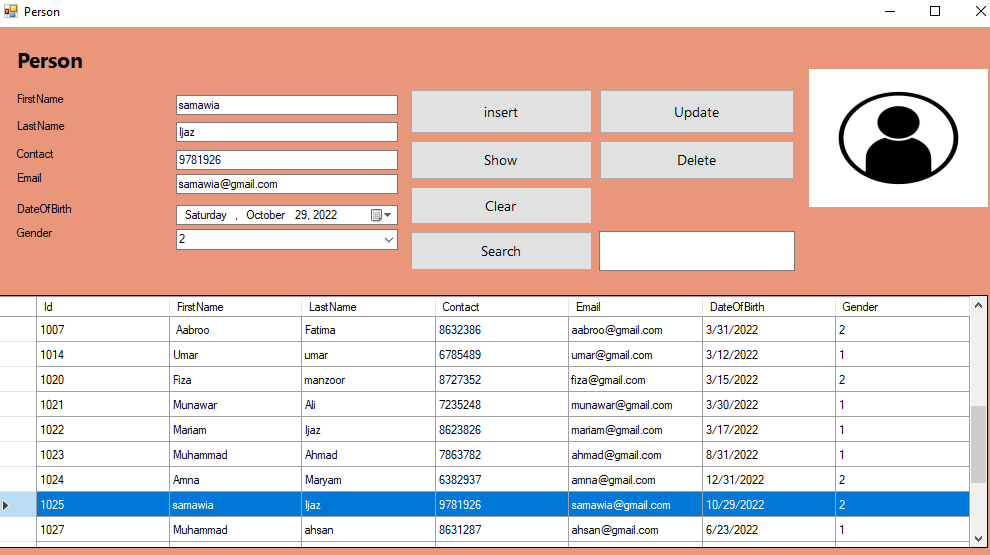 Person
Person
FirstName samawia
LastName Ijaz
Contact 9781926
Email samawia@gmail.com
DateOfBirth Saturday , October 29, 2022
Gender 2
insert Update
Show Delete
Clear
Search
Id FirstName LastName Contact Email DateOfBirth Gender
1007 Aabroo Fatima 8632386 aabroo@gmail.com 3/31/2022 2
1014 Umar umar 6785489 umar@gmail.com 3/12/2022 1
1020 Fiza manzoor 8727352 fiza@gmail.com 3/15/2022 2
1021 Munawar Ali 7235248 munawar@gmail.com 3/30/2022 1
1022 Mariam Ijaz 8623826 mariam@gmail.com 3/17/2022 1
1023 Muhammad Ahmad 7863782 ahmad@gmail.com 8/31/2022 1
1024 Amna Maryam 6382937 amna@gmail.com 12/31/2022 2
1025 samawia Ijaz 9781926 samawia@gmail.com 10/29/2022 2
1027 Muhammad ahsan 8631287 ahsan@gmail.com 6/23/2022 1